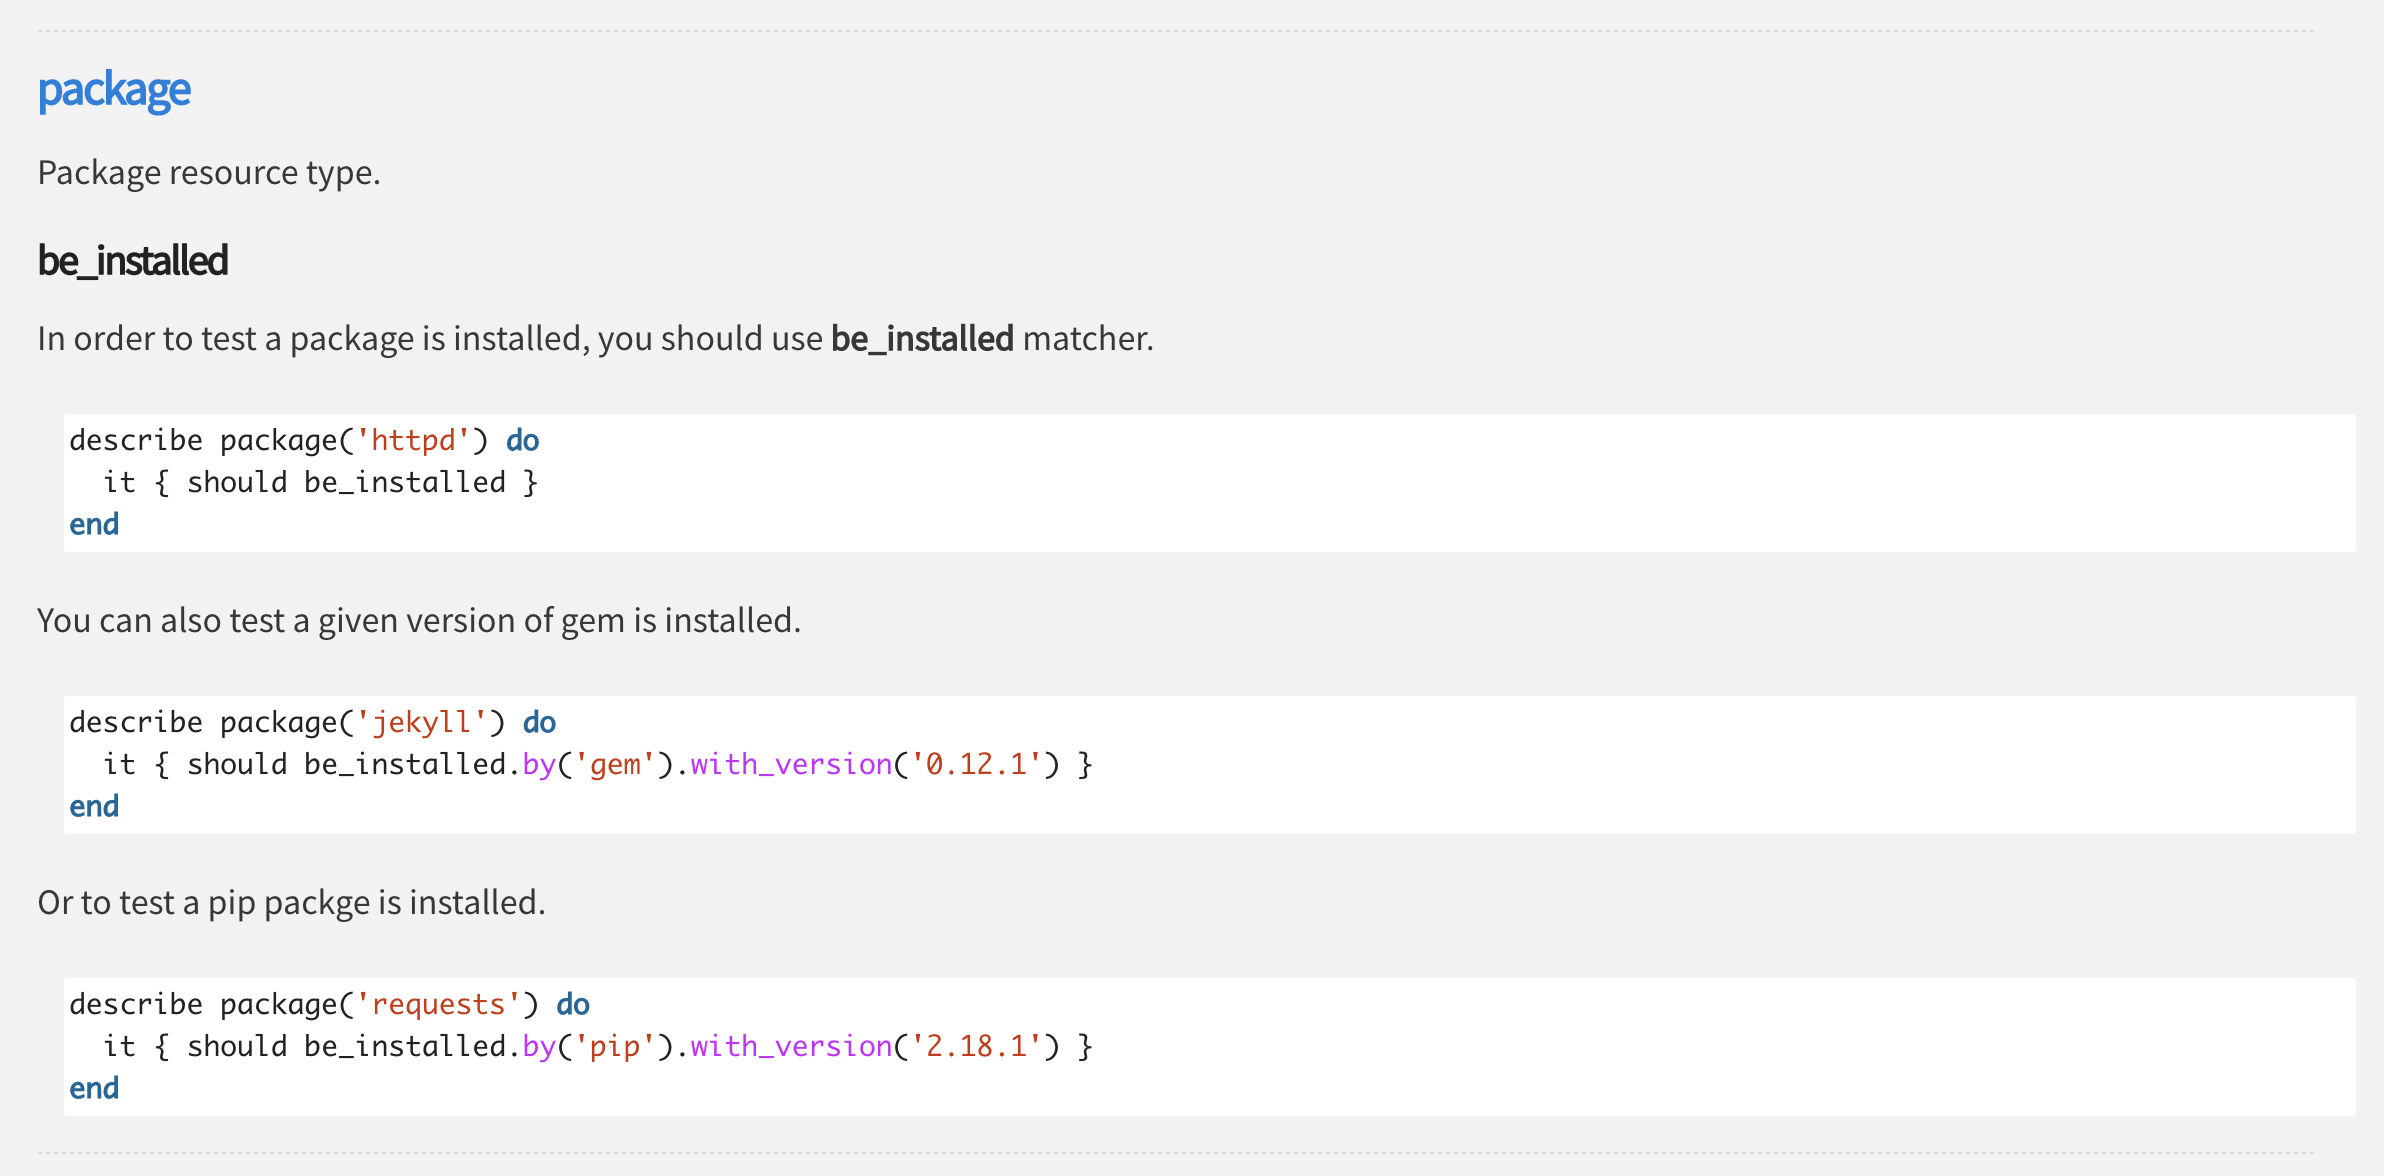 package
Package resource type.
be_installed
In order to test a package is installed, you should use be_installed matcher.
describe package('httpd') do
  it { should be_installed }
end
You can also test a given version of gem is installed.
describe package('jekyll') do
  it { should be_installed.by('gem').with_version('0.12.1') }
end
Or to test a pip packge is installed.
describe package('requests') do
  it { should be_installed.by('pip').with_version('2.18.1') }
end